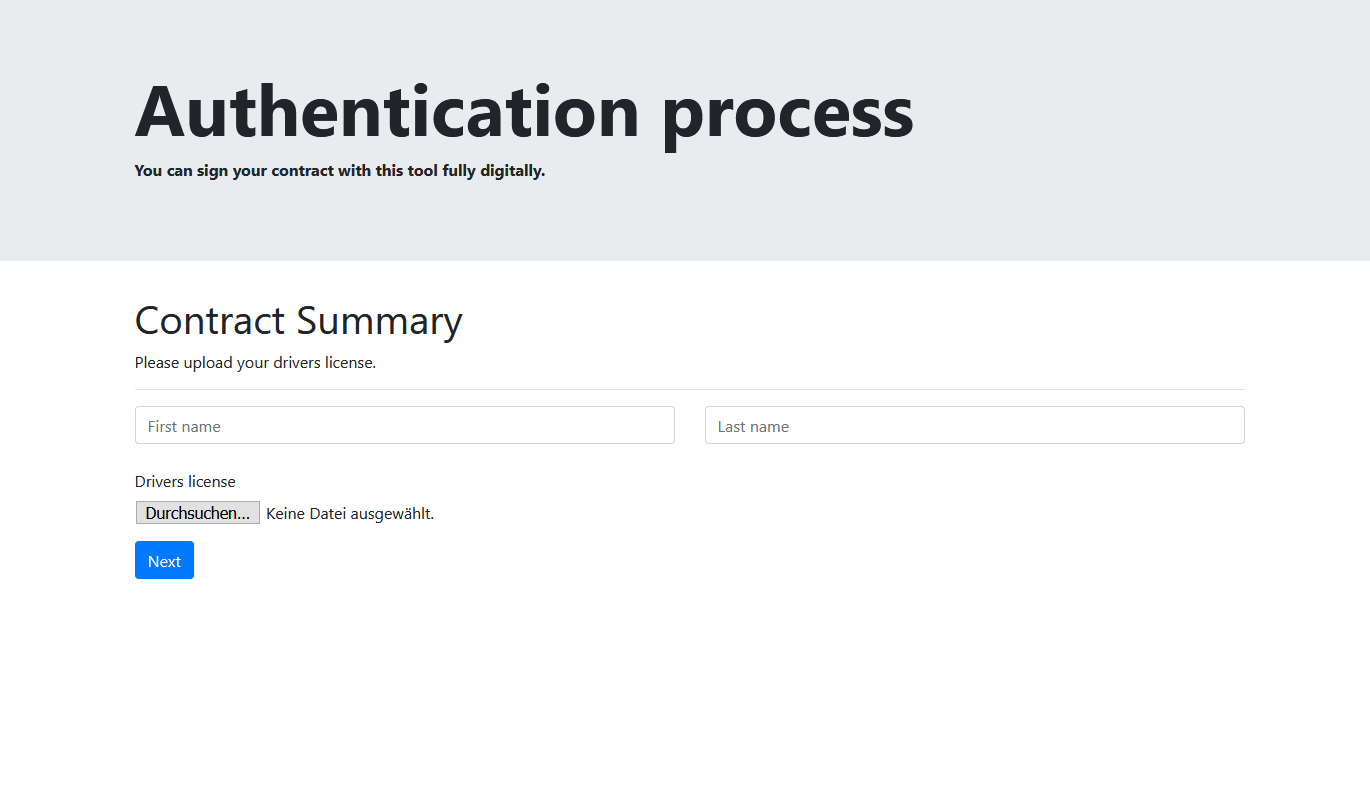 Authentication process
You can sign your contract with this tool fully digitally.
Contract Summary
Please upload your drivers license.
First name
Last name
Drivers license
Durchsuchen... Keine Datei ausgewählt.
Next